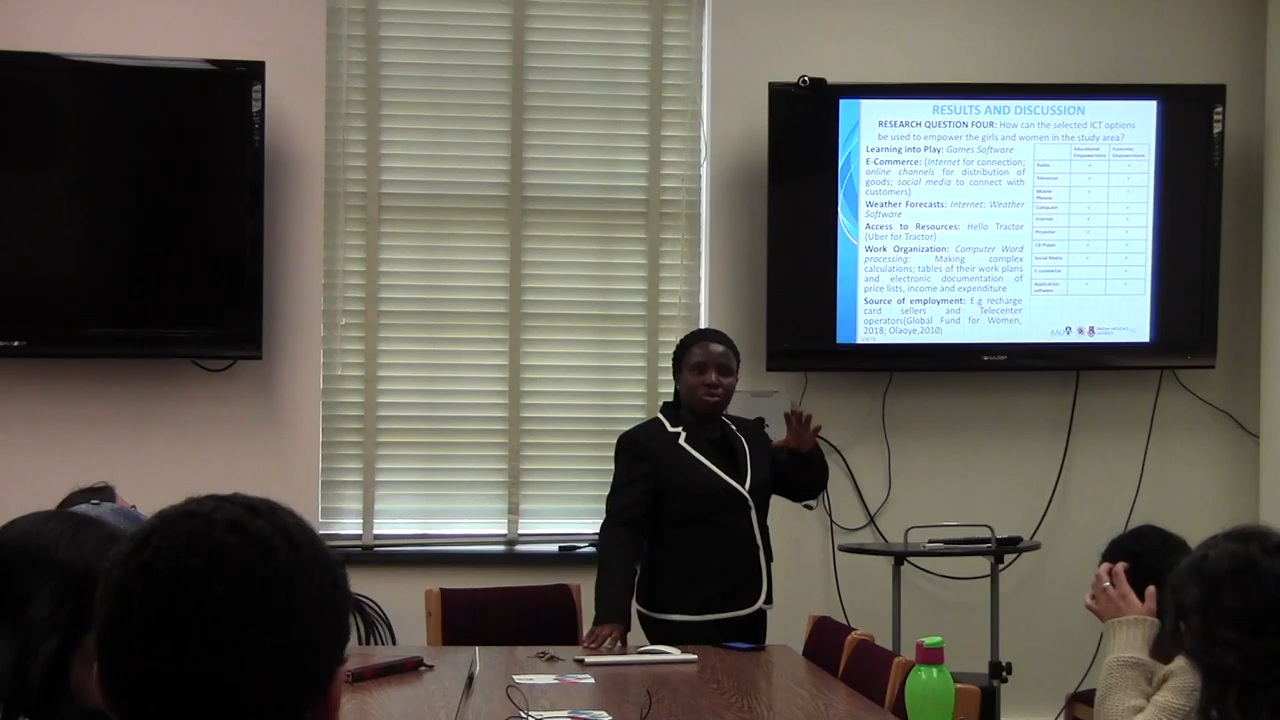 RESULTS AND DISCUSSION
RESEARCH QUESTION FOUR: How can the selected ICT options
be used to empower the girls and women in the study area?
Learning into Play: Games Software
E-Commerce: (Internet for connection;
online channels for distribution of
goods; social media to connect with
customers)
Weather Forecasts: Internet: Weather
Software
Access to Resources: Hello Tractor
(Uber for Tractor)
Work Organization: Computer Word
processing: Making complex
calculations; tables of their work plans
and electronic documentation of
price lists, income and expenditure
Source of employment: E.g recharge
card sellers and Telecenter
operators(Global Fund for Women,
2018; Olaoye,2010)
Educational Economic
Empowerment Empowerment
Radio √ √
Television √ √
Mobile
Phones √ √
Computer √ √
Internet √ √
Projector √ √
CD Player √ √
Social Media √ √
E commerce √
Application
software √ √
AAU
SHARP